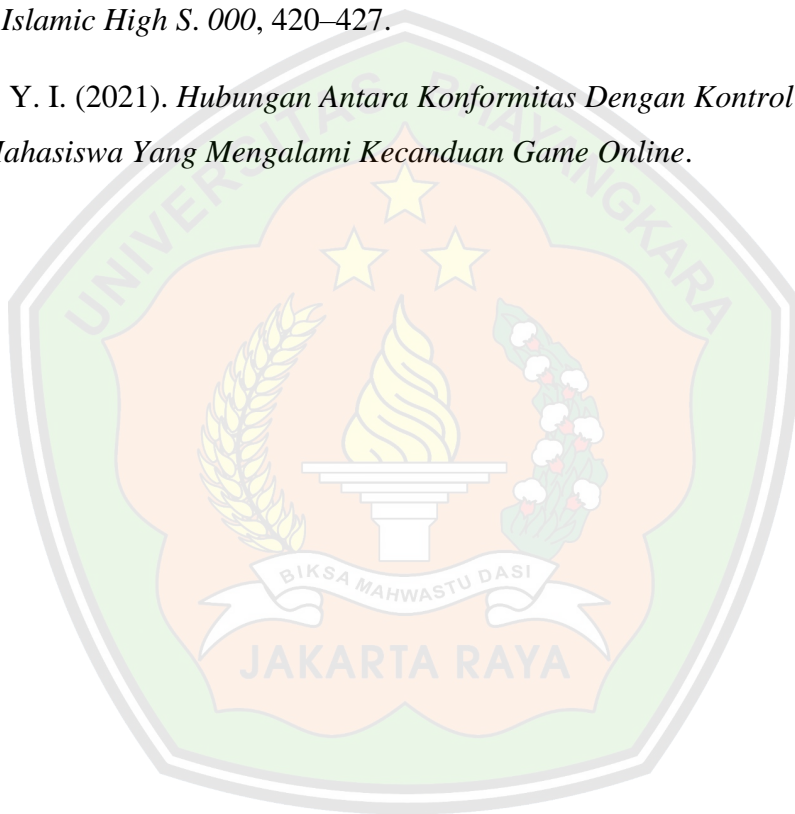 Islamic High S. 000, 420–427.
Y. I. (2021). Hubungan Antara Konformitas Dengan Kontrol
Mahasiswa Yang Mengalami Kecanduan Game Online.
UNIVERSITAS BHAYANGKARA
BIKSA MAHWASTU DASI
JAKARTA RAYA